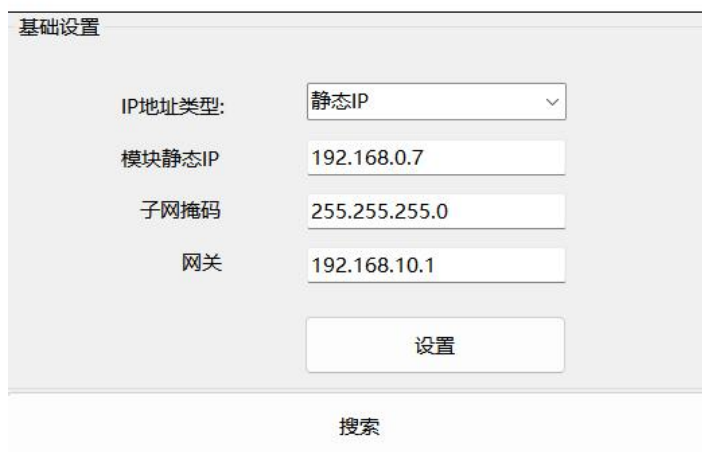 基础设置
IP地址类型: 静态IP
模块静态IP 192.168.0.7
子网掩码 255.255.255.0
网关 192.168.10.1
设置
搜索